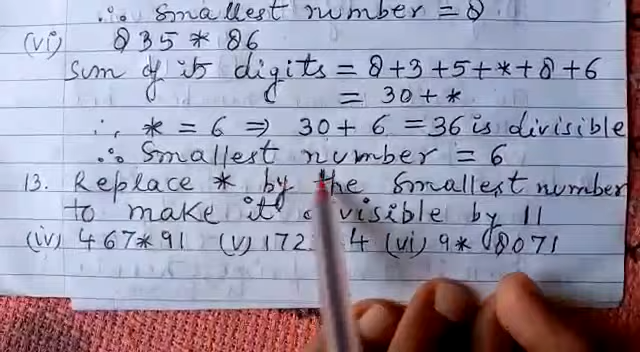 ∴ Smallest number = 8
(vi) 835*86
Sum of its digits = 8+3+5+*+8+6
= 30+*
∴ * = 6 ⇒ 30+6 = 36 is divisible
∴ Smallest number = 6
13. Replace * by the smallest number
to make it divisible by 11
(iv) 467*91 (v) 172 4 (vi) 9*8071